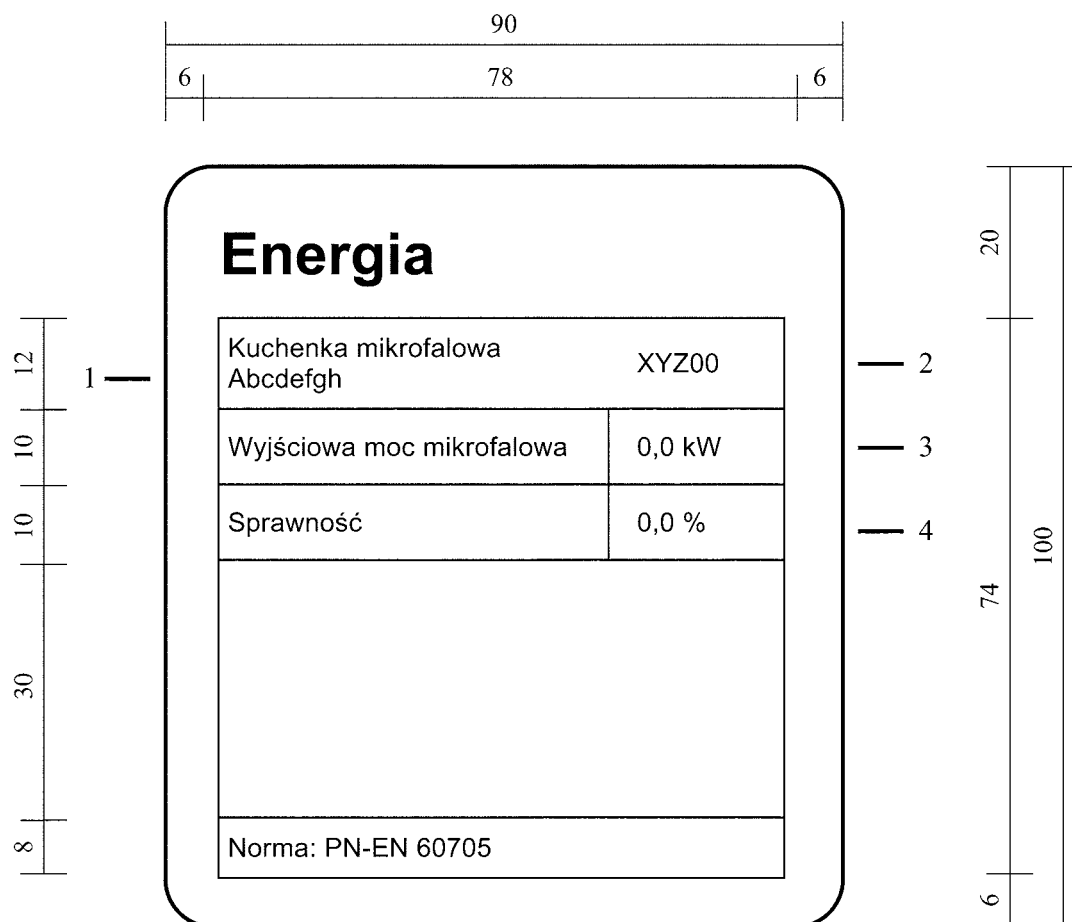 90
6 78 6
Energia
20
12
1
Kuchenka mikrofalowa
Abcdefgh
XYZ00
2
10
Wyjściowa moc mikrofalowa
0,0 kW
3
10
Sprawność
0,0 %
4
100
74
30
8
Norma: PN-EN 60705
6